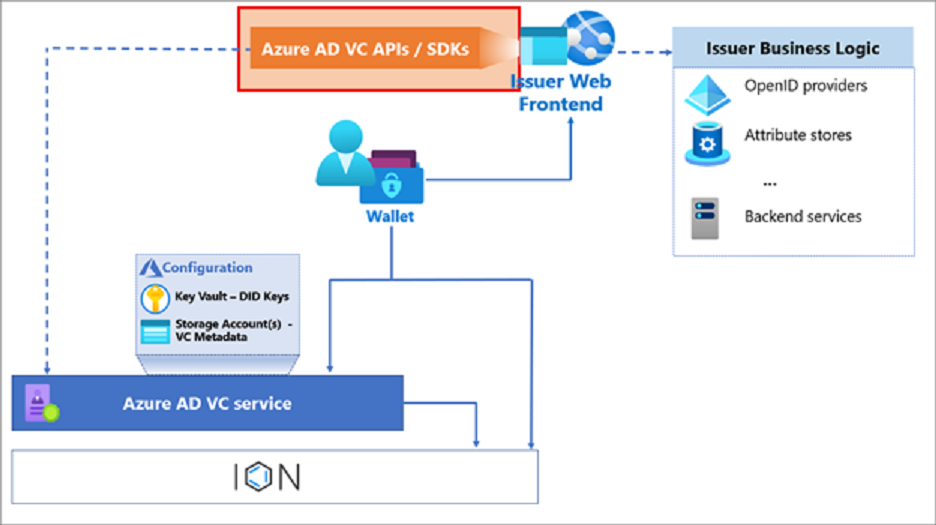 Azure AD VC APIs / SDKs
Issuer Web
Frontend
Issuer Business Logic
OpenID providers
Attribute stores
...
Backend services
Wallet
Configuration
Key Vault – DID Keys
Storage Account(s) -
VC Metadata
Azure AD VC service
ION